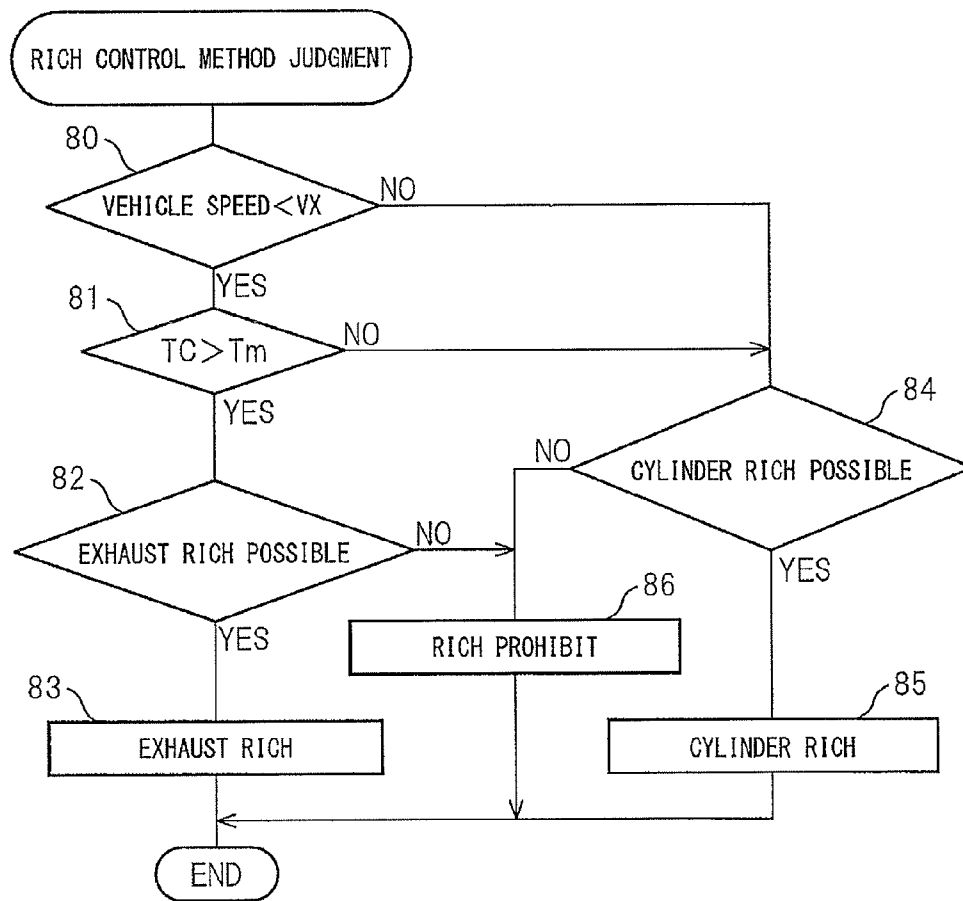 RICH CONTROL METHOD JUDGMENT
80
VEHICLE SPEED<VX
NO
YES
81
TC>Tm
NO
YES
84
CYLINDER RICH POSSIBLE
NO
YES
82
EXHAUST RICH POSSIBLE
NO
YES
86
RICH PROHIBIT
83
EXHAUST RICH
85
CYLINDER RICH
END